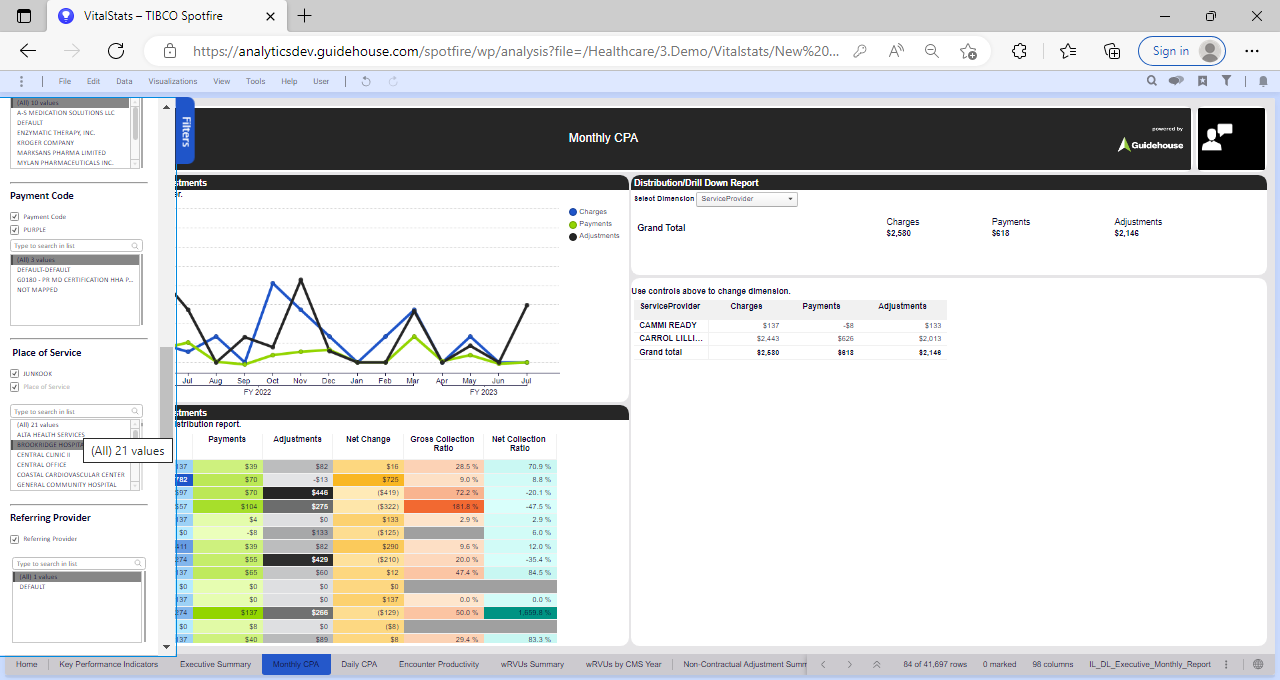 VitalStats – TIBCO Spotfire
https://analyticsdev.guidehouse.com/spotfire/wp/analysis?file=/Healthcare/3.Demo/Vitalstats/New%20...
Sign in
File Edit Data Visualizations View Tools Help User
(All) 10 values
A-S MEDICATION SOLUTIONS LLC
DEFAULT
ENZYMATIC THERAPY, INC.
KROGER COMPANY
MARKSANS PHARMA LIMITED
MYLAN PHARMACEUTICALS INC.
Payment Code
Payment Code
PURPLE
Type to search in list
(All) 3 values
DEFAULT-DEFAULT
G0180 - PR MD CERTIFICATION HHA P...
NOT MAPPED
Place of Service
JUNKOOK
Place of Service
Type to search in list
(All) 21 values
ALTA HEALTH SERVICES
BROOKRIDGE HOSPITA
(All) 21 values
CENTRAL CLINIC II
CENTRAL OFFICE
COASTAL CARDIOVASCULAR CENTER
GENERAL COMMUNITY HOSPITAL
Referring Provider
Referring Provider
Type to search in list
(All) 1 values
DEFAULT
Filters
Monthly CPA
powered by
Guidehouse
stments
er.
Charges
Payments
Adjustments
Jul Aug Sep Oct Nov Dec Jan Feb Mar Apr May Jun Jul
FY 2022 FY 2023
stments
istribution report.
Payments Adjustments Net Change Gross Collection Ratio Net Collection Ratio
137 $39 $82 $16 28.5 % 70.9 %
782 $70 -$13 $725 9.0 % 8.8 %
$97 $70 $446 ($419) 72.2 % -20.1 %
$57 $104 $275 ($322) 181.8 % -47.5 %
137 $4 $0 $133 2.9 % 2.9 %
$0 -$8 $133 ($125) 6.0 %
411 $39 $82 $290 9.6 % 12.0 %
274 $55 $429 ($210) 20.0 % -35.4 %
137 $65 $60 $12 47.4 % 84.5 %
$0 $0 $0 $0
137 $0 $0 $137 0.0 % 0.0 %
274 $137 $266 ($129) 50.0 % 1,659.8 %
$0 $8 $0 ($8)
137 $40 $89 $8 29.4 % 83.3 %
Distribution/Drill Down Report
Select Dimension ServiceProvider
Charges Payments Adjustments
Grand Total $2,580 $618 $2,146
Use controls above to change dimension.
ServiceProvider Charges Payments Adjustments
CAMMI READY $137 -$8 $133
CARROL LILLI... $2,443 $626 $2,013
Grand total $2,580 $618 $2,146
Home Key Performance Indicators Executive Summary Monthly CPA Daily CPA Encounter Productivity wRVUs Summary wRVUs by CMS Year Non-Contractual Adjustment Summ
84 of 41,697 rows 0 marked 98 columns IL_DL_Executive_Monthly_Report